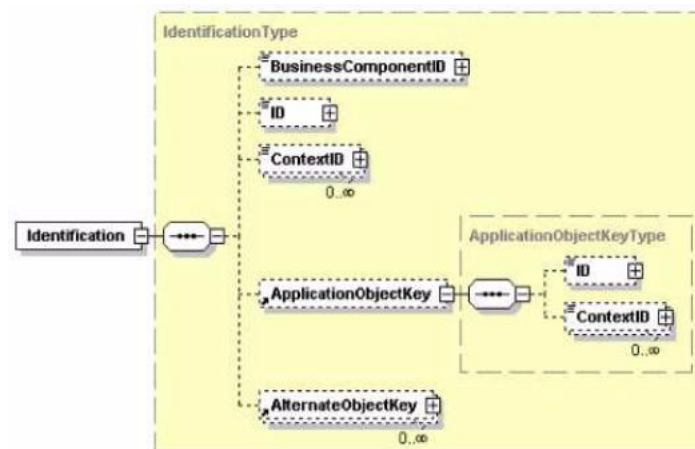 IdentificationType
BusinessComponentID
ID
ContextID
0..∞
Identification
ApplicationObjectKeyType
ID
ApplicationObjectKey
ContextID
0..∞
AlternateObjectKey
0..∞